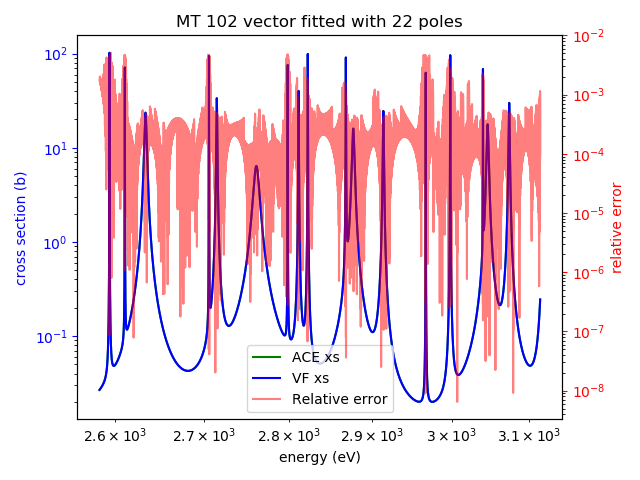 MT 102 vector fitted with 22 poles
10²
10¹
10⁰
10⁻¹
cross section (b)
10⁻²
10⁻³
10⁻⁴
10⁻⁵
10⁻⁶
10⁻⁷
10⁻⁸
relative error
ACE xs
VF xs
Relative error
2.6 × 10³ 2.7 × 10³ 2.8 × 10³ 2.9 × 10³ 3 × 10³ 3.1 × 10³
energy (eV)